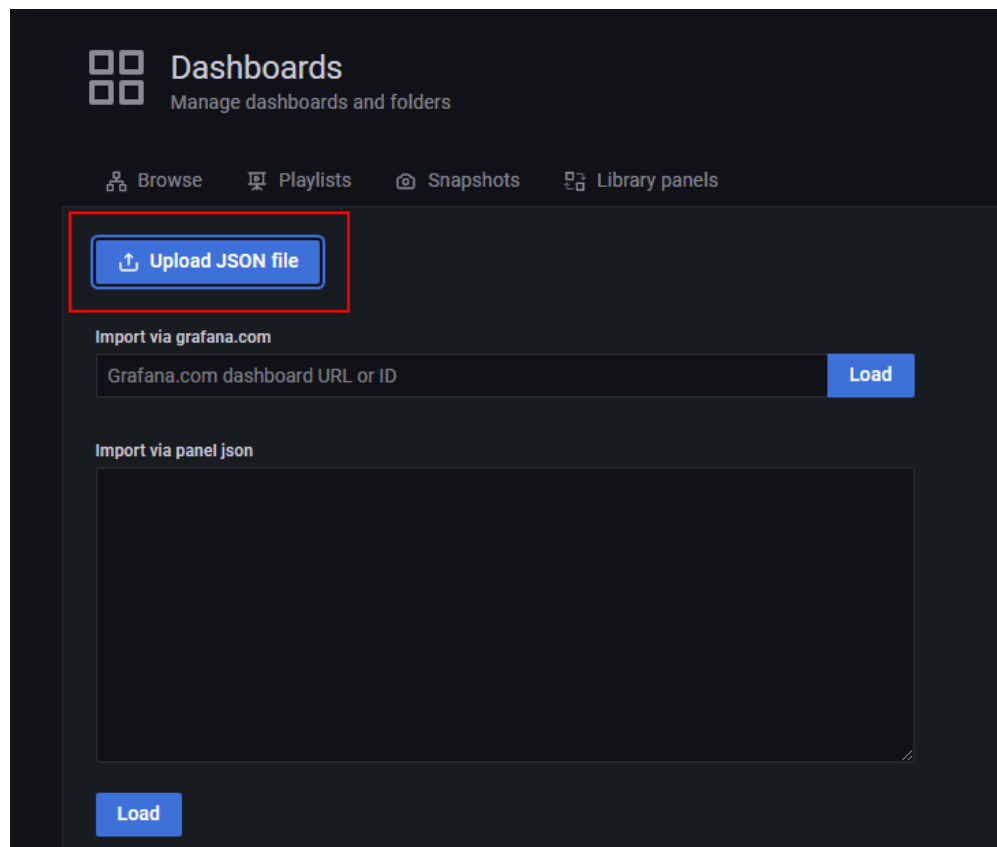 Dashboards
Manage dashboards and folders
Browse Playlists Snapshots Library panels
Upload JSON file
Import via grafana.com
Grafana.com dashboard URL or ID Load
Import via panel json
Load